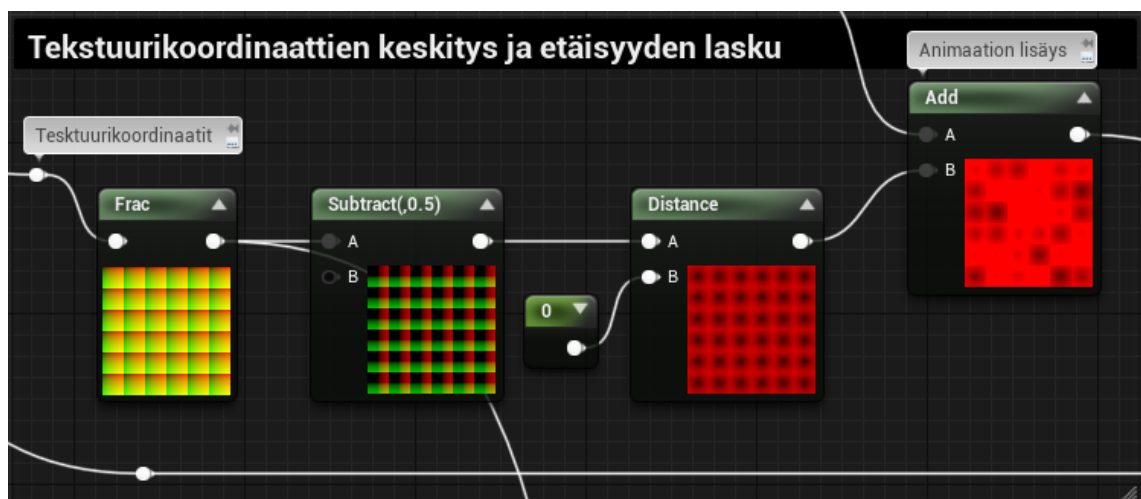 Tekstuurikoordinaattien keskitys ja etäisyyden lasku
Animaation lisäys
Add
A
B
Tesktuurikoordinaatit
Frac
Subtract(,0.5)
A
B
Distance
A
B
0